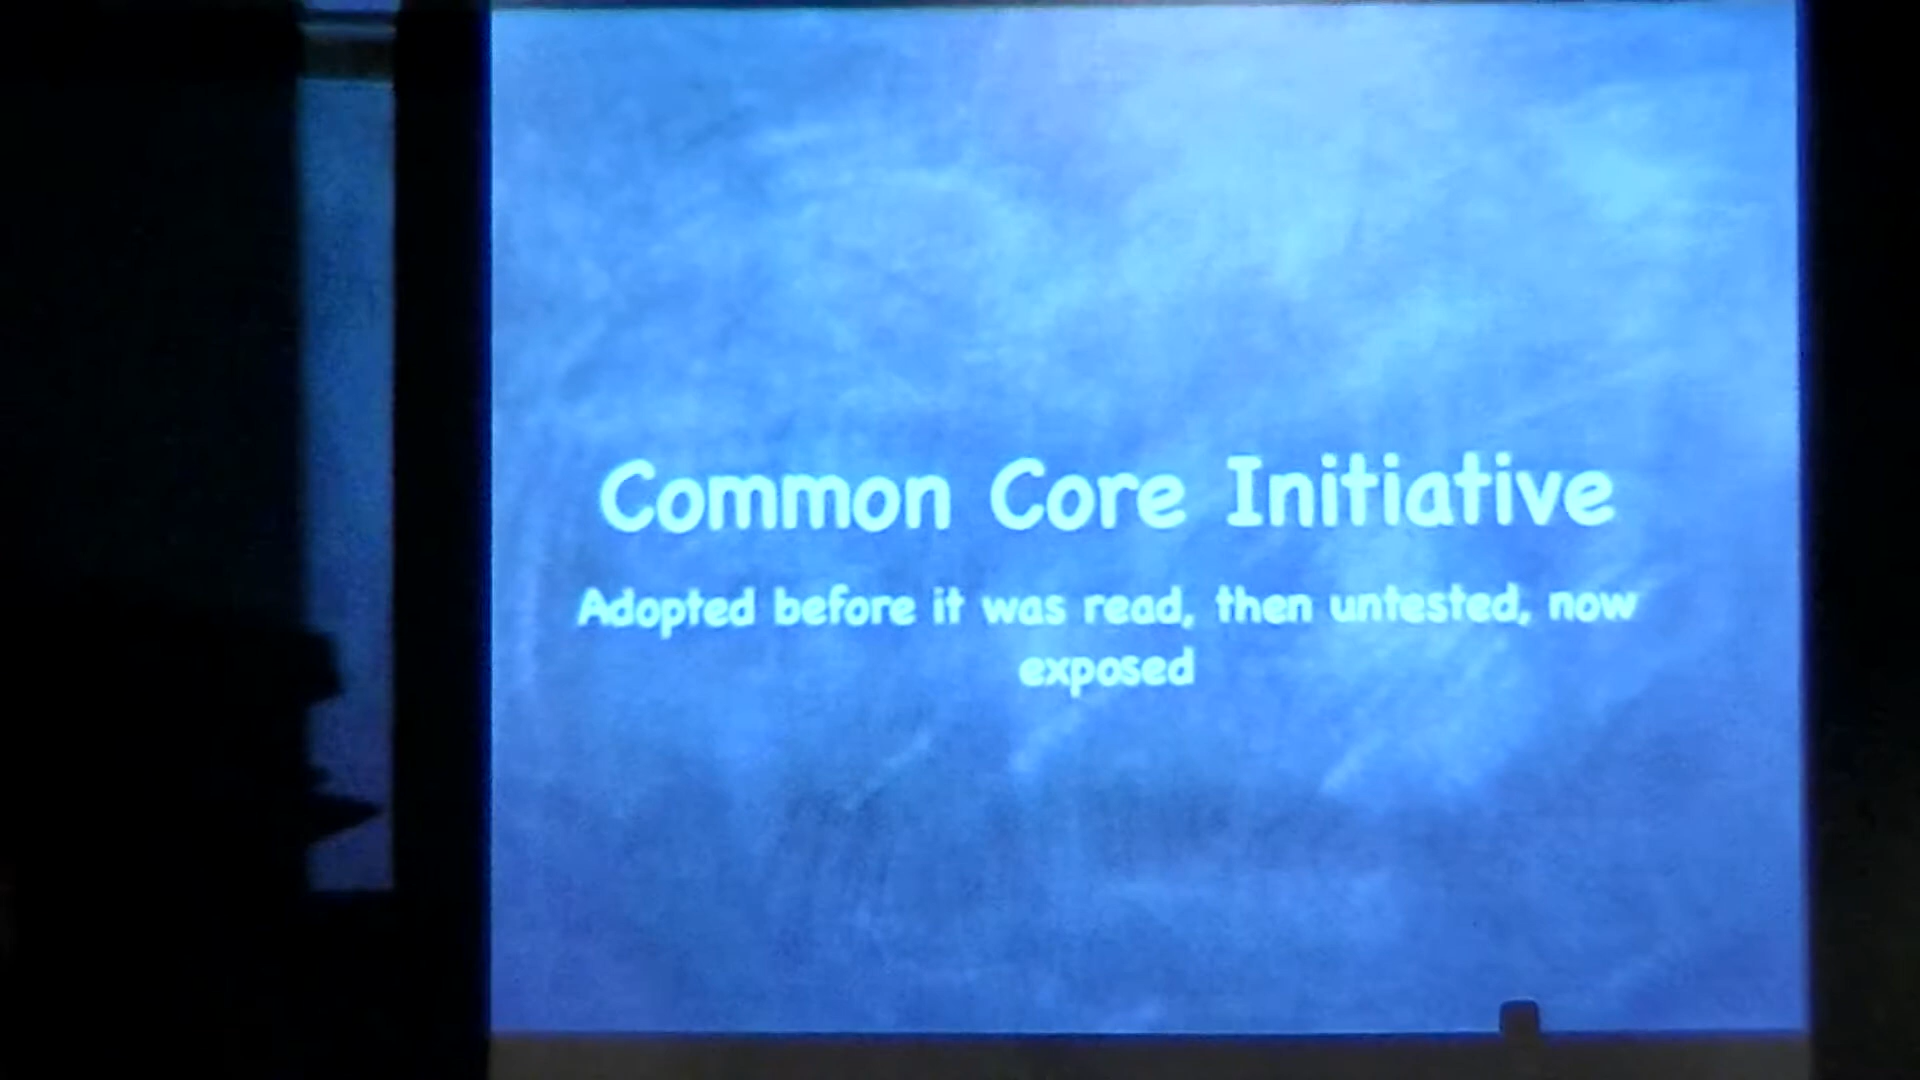 Common Core Initiative
Adopted before it was read, then untested, now
exposed